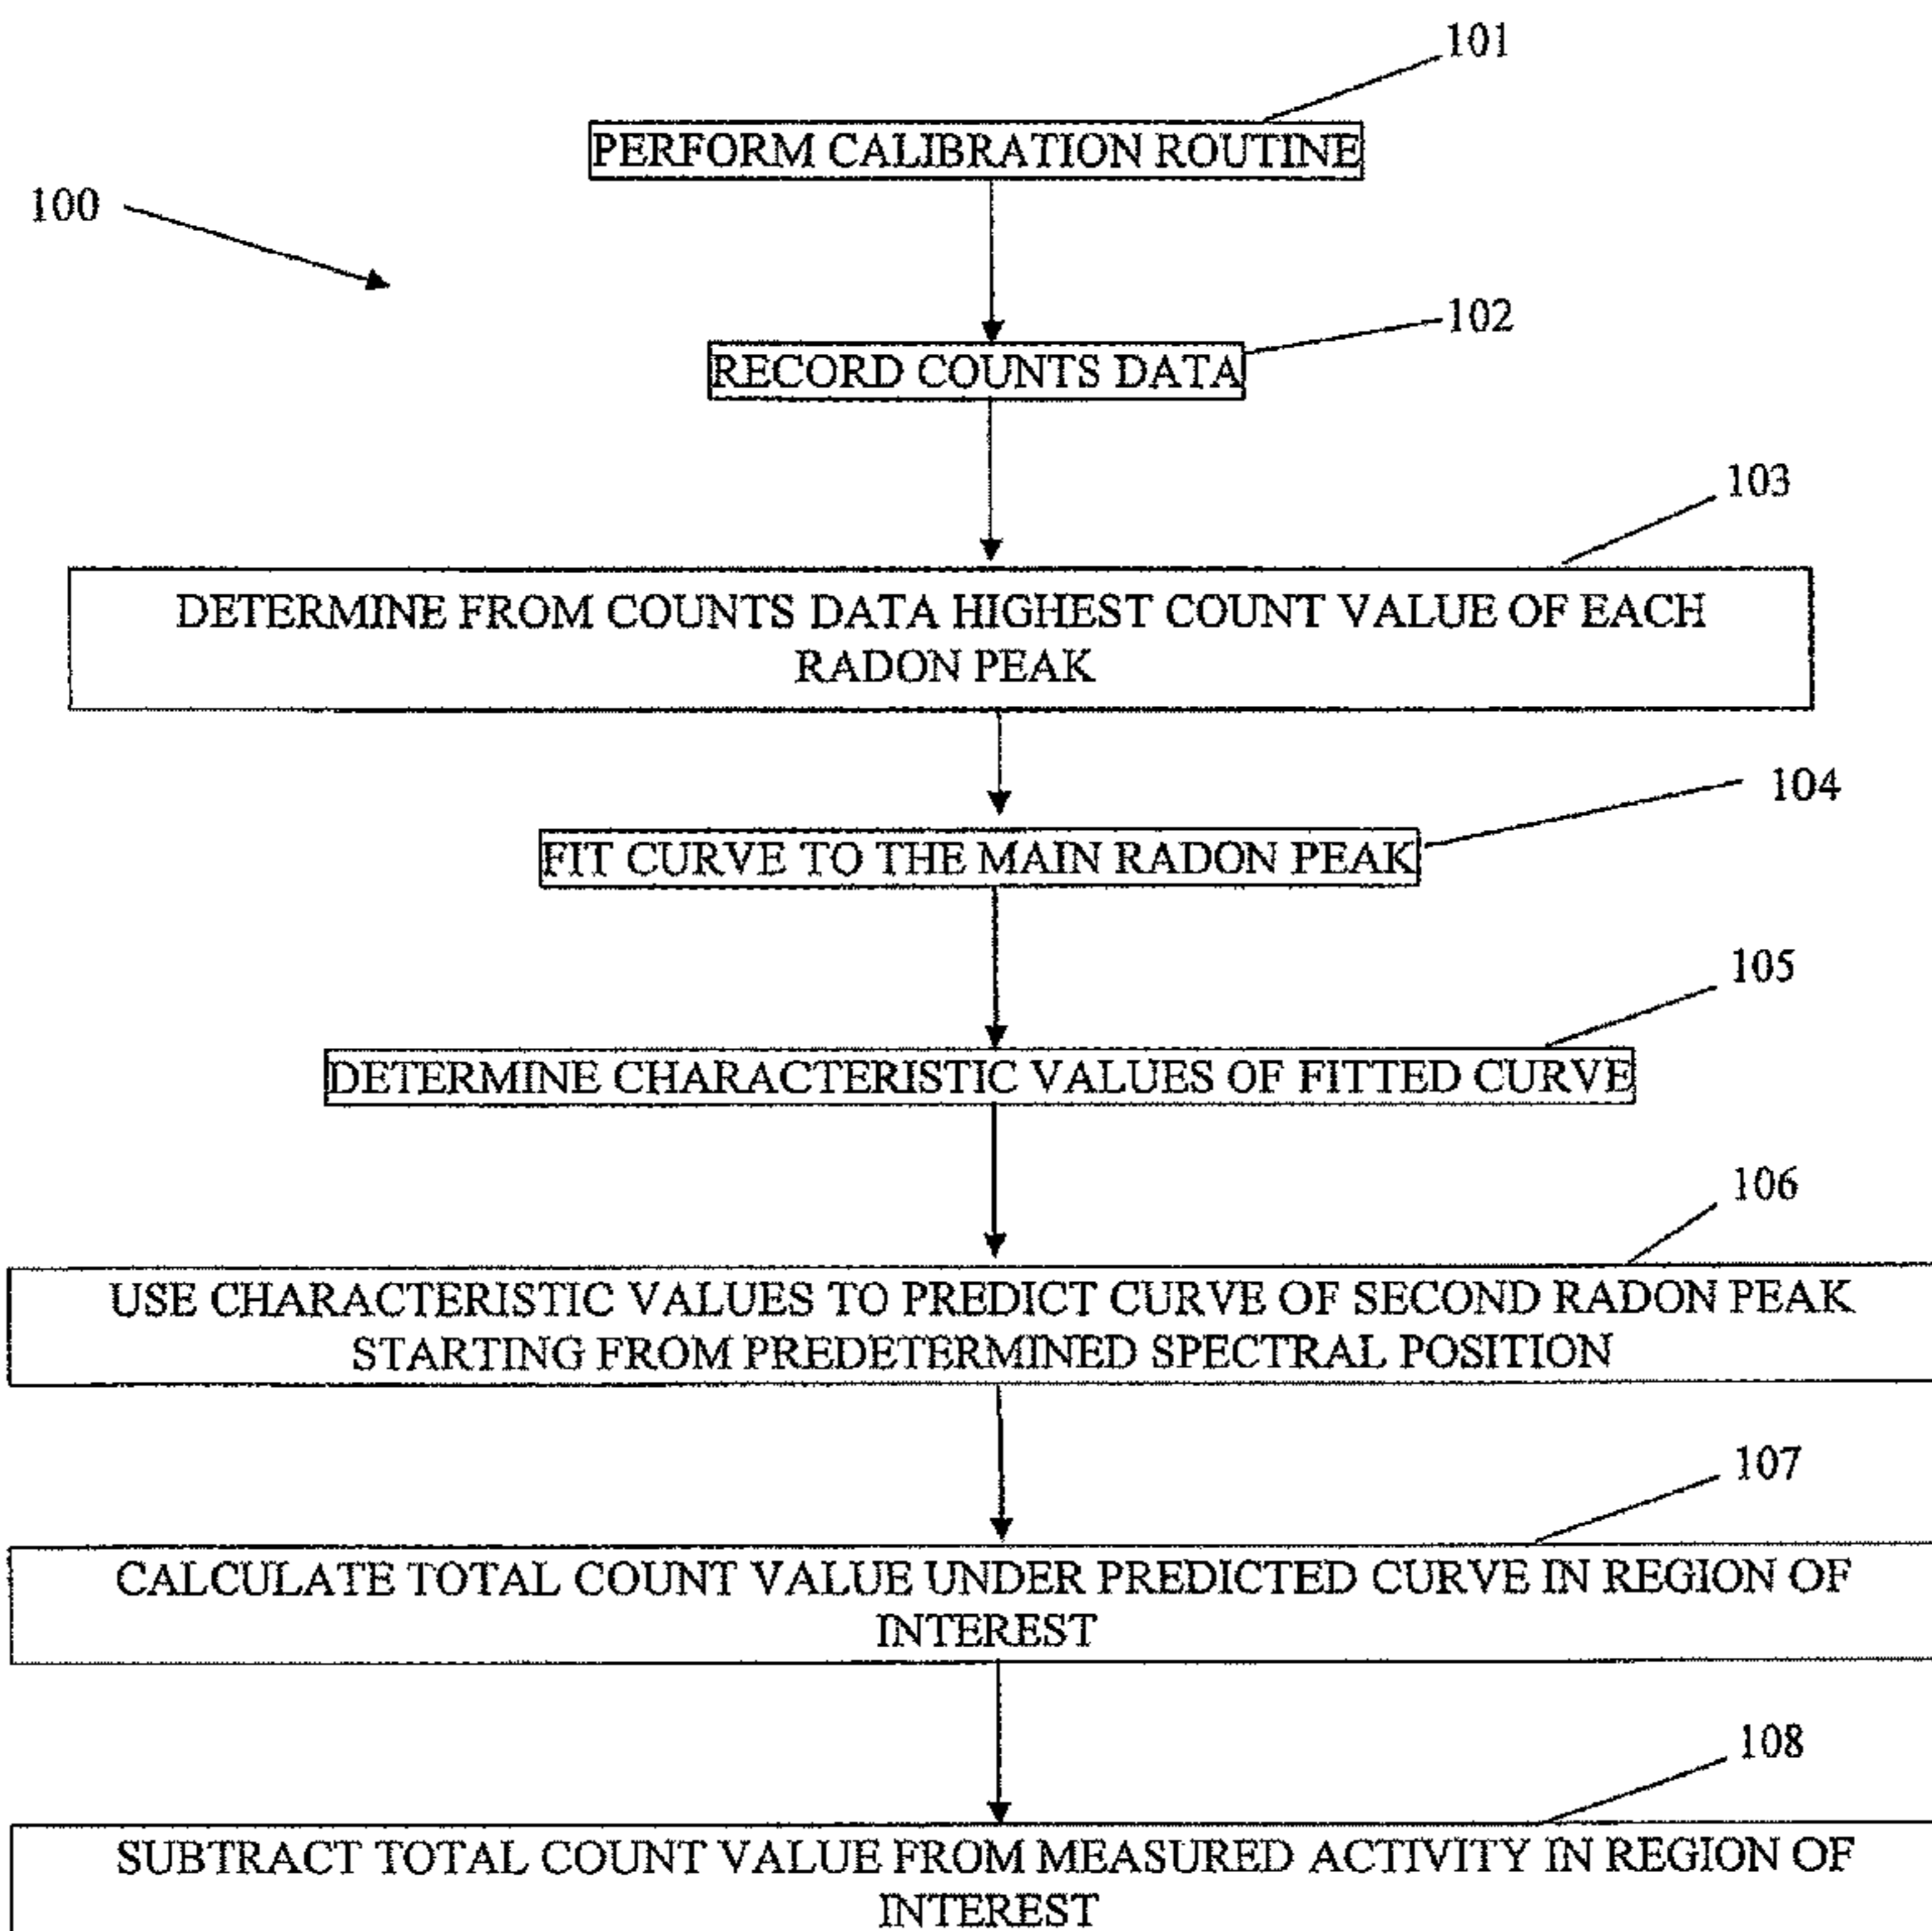 101
PERFORM CALIBRATION ROUTINE
100
102
RECORD COUNTS DATA
103
DETERMINE FROM COUNTS DATA HIGHEST COUNT VALUE OF EACH
RADON PEAK
104
FIT CURVE TO THE MAIN RADON PEAK
105
DETERMINE CHARACTERISTIC VALUES OF FITTED CURVE
106
USE CHARACTERISTIC VALUES TO PREDICT CURVE OF SECOND RADON PEAK
STARTING FROM PREDETERMINED SPECTRAL POSITION
107
CALCULATE TOTAL COUNT VALUE UNDER PREDICTED CURVE IN REGION OF
INTEREST
108
SUBTRACT TOTAL COUNT VALUE FROM MEASURED ACTIVITY IN REGION OF
INTEREST